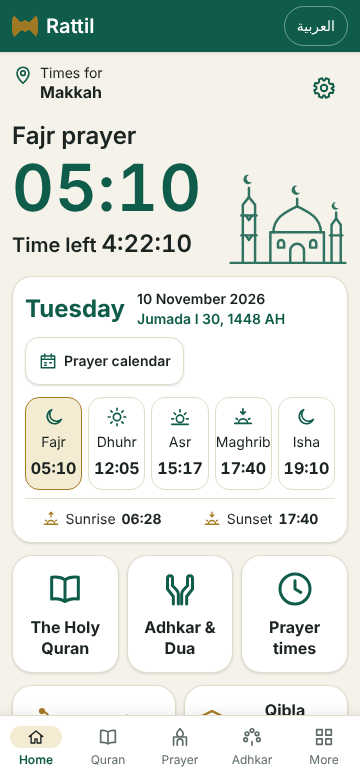 Rattil
العربية
Times for
Makkah
Fajr prayer
05:10
Time left 4:22:10
Tuesday
10 November 2026
Jumada I 30, 1448 AH
Prayer calendar
Fajr Dhuhr Asr Maghrib Isha
05:10 12:05 15:17 17:40 19:10
Sunrise 06:28 Sunset 17:40
The Holy Quran
Adhkar & Dua
Prayer times
Qibla
Home Quran Prayer Adhkar More